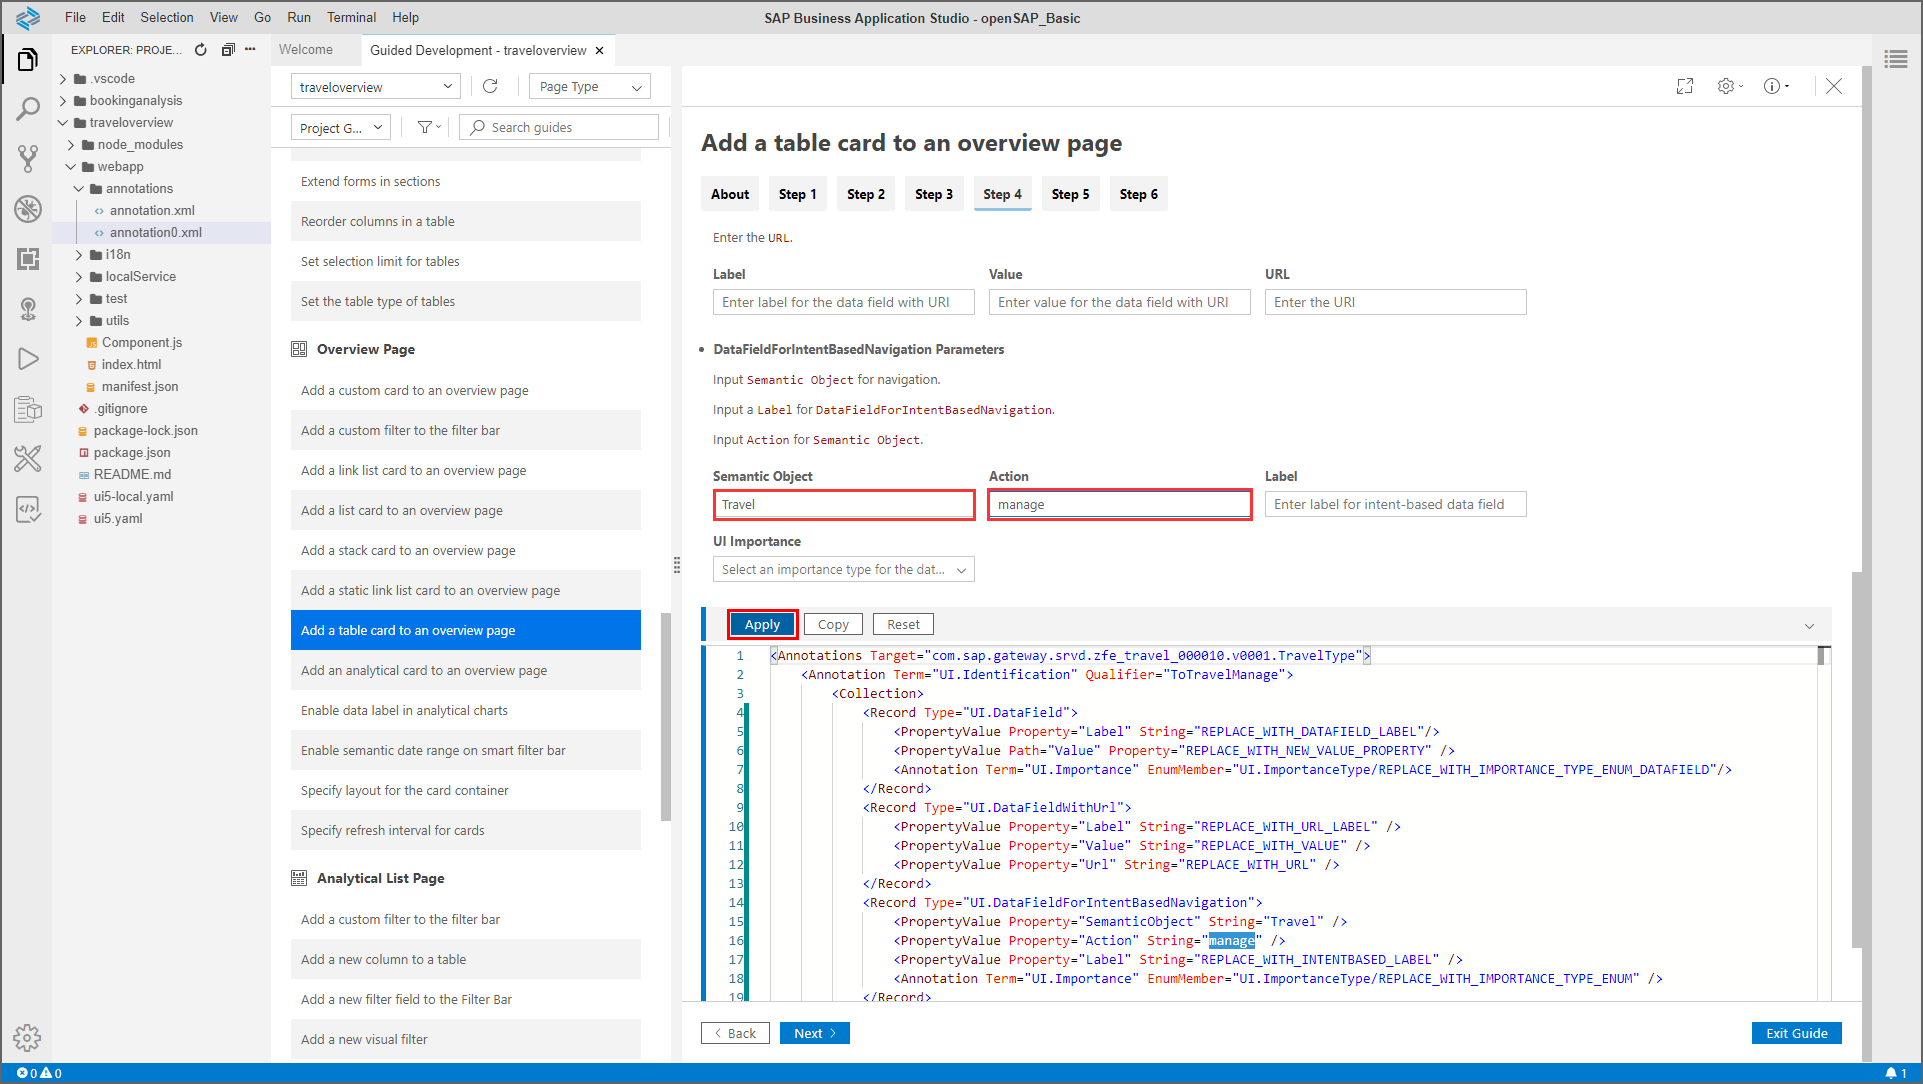 File Edit Selection View Go Run Terminal Help
SAP Business Application Studio - openSAP_Basic
EXPLORER: PROJE...
.vscode
bookinganalysis
traveloverview
node_modules
webapp
annotations
annotation.xml
annotation0.xml
i18n
localService
test
utils
Component.js
index.html
manifest.json
.gitignore
package-lock.json
package.json
README.md
ui5-local.yaml
ui5.yaml
Welcome
Guided Development - traveloverview
traveloverview
Page Type
Project G...
Search guides
Extend forms in sections
Reorder columns in a table
Set selection limit for tables
Set the table type of tables
Overview Page
Add a custom card to an overview page
Add a custom filter to the filter bar
Add a link list card to an overview page
Add a list card to an overview page
Add a stack card to an overview page
Add a static link list card to an overview page
Add a table card to an overview page
Add an analytical card to an overview page
Enable data label in analytical charts
Enable semantic date range on smart filter bar
Specify layout for the card container
Specify refresh interval for cards
Analytical List Page
Add a custom filter to the filter bar
Add a new column to a table
Add a new filter field to the Filter Bar
Add a new visual filter
Add a table card to an overview page
About Step 1 Step 2 Step 3 Step 4 Step 5 Step 6
Enter the URL.
Label Value URL
Enter label for the data field with URI Enter value for the data field with URI Enter the URI
• DataFieldForIntentBasedNavigation Parameters
Input Semantic Object for navigation.
Input a Label for DataFieldForIntentBasedNavigation.
Input Action for Semantic Object.
Semantic Object Action Label
Travel manage Enter label for intent-based data field
UI Importance
Select an importance type for the dat...
Apply Copy Reset
1 <Annotations Target="com.sap.gateway.srvd.zfe_travel_000010.v0001.TravelType">
2 <Annotation Term="UI.Identification" Qualifier="ToTravelManage">
3 <Collection>
4 <Record Type="UI.DataField">
5 <PropertyValue Property="Label" String="REPLACE_WITH_DATAFIELD_LABEL"/>
6 <PropertyValue Path="Value" Property="REPLACE_WITH_NEW_VALUE_PROPERTY" />
7 <Annotation Term="UI.Importance" EnumMember="UI.ImportanceType/REPLACE_WITH_IMPORTANCE_TYPE_ENUM_DATAFIELD"/>
8 </Record>
9 <Record Type="UI.DataFieldWithUrl">
10 <PropertyValue Property="Label" String="REPLACE_WITH_URL_LABEL" />
11 <PropertyValue Property="Value" String="REPLACE_WITH_VALUE" />
12 <PropertyValue Property="Url" String="REPLACE_WITH_URL" />
13 </Record>
14 <Record Type="UI.DataFieldForIntentBasedNavigation">
15 <PropertyValue Property="SemanticObject" String="Travel" />
16 <PropertyValue Property="Action" String="manage" />
17 <PropertyValue Property="Label" String="REPLACE_WITH_INTENTBASED_LABEL" />
18 <Annotation Term="UI.Importance" EnumMember="UI.ImportanceType/REPLACE_WITH_IMPORTANCE_TYPE_ENUM" />
19 </Record>
Back Next Exit Guide
0 0 1